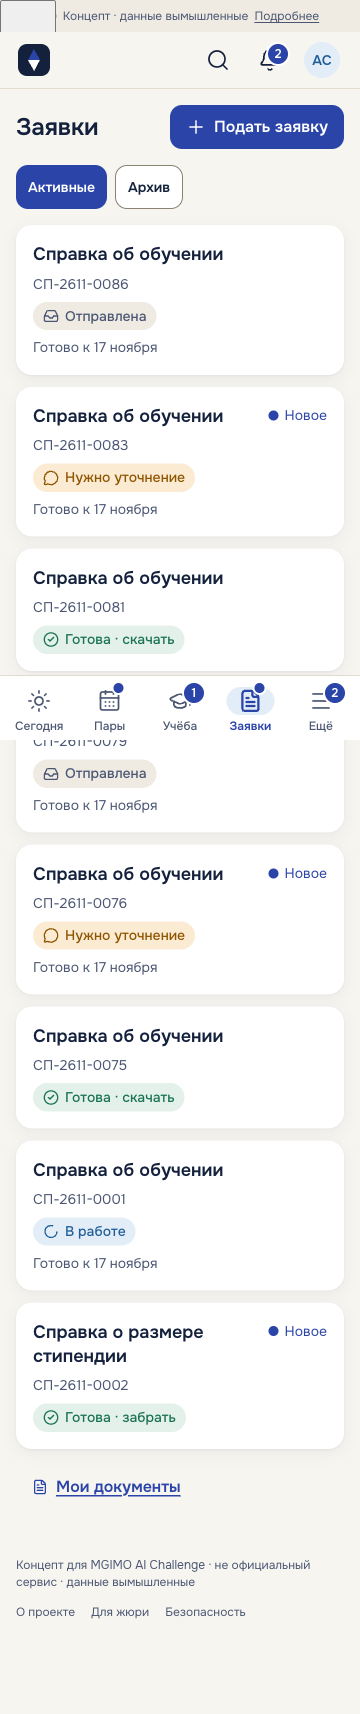 Концепт · данные вымышленные Подробнее
2
АС
Заявки
Подать заявку
Активные
Архив
Справка об обучении
СП-2611-0086
Отправлена
Готово к 17 ноября
Справка об обучении
Новое
СП-2611-0083
Нужно уточнение
Готово к 17 ноября
Справка об обучении
СП-2611-0081
Готова · скачать
1
2
Сегодня
Пары
Учёба
Заявки
Ещё
СП-2611-0079
Отправлена
Готово к 17 ноября
Справка об обучении
Новое
СП-2611-0076
Нужно уточнение
Готово к 17 ноября
Справка об обучении
СП-2611-0075
Готова · скачать
Справка об обучении
СП-2611-0001
В работе
Готово к 17 ноября
Справка о размере
стипендии
Новое
СП-2611-0002
Готова · забрать
Мои документы
Концепт для MGIMO AI Challenge · не официальный
сервис · данные вымышленные
О проекте
Для жюри
Безопасность